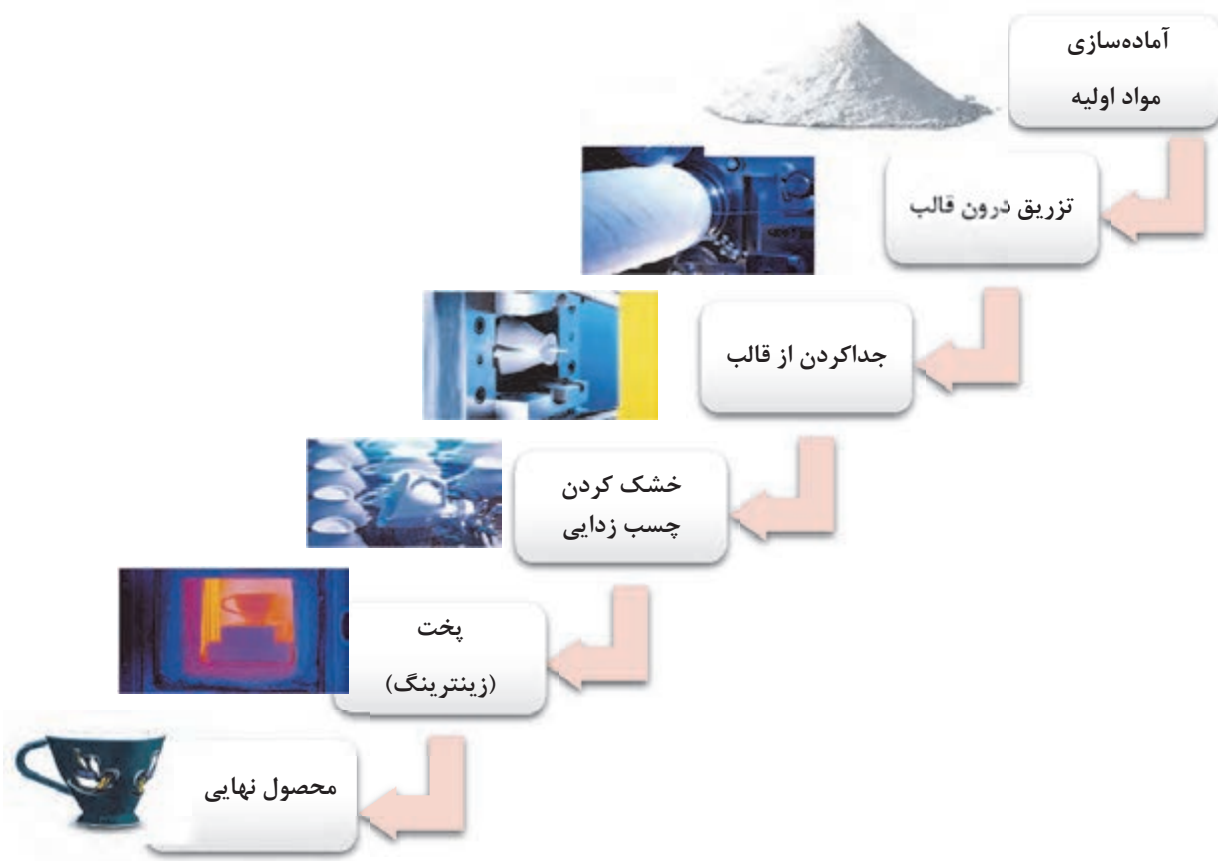 آماده‌سازی
مواد اولیه
تزریق درون قالب
جداکردن از قالب
خشک کردن
چسب زدایی
پخت
(زینترینگ)
محصول نهایی